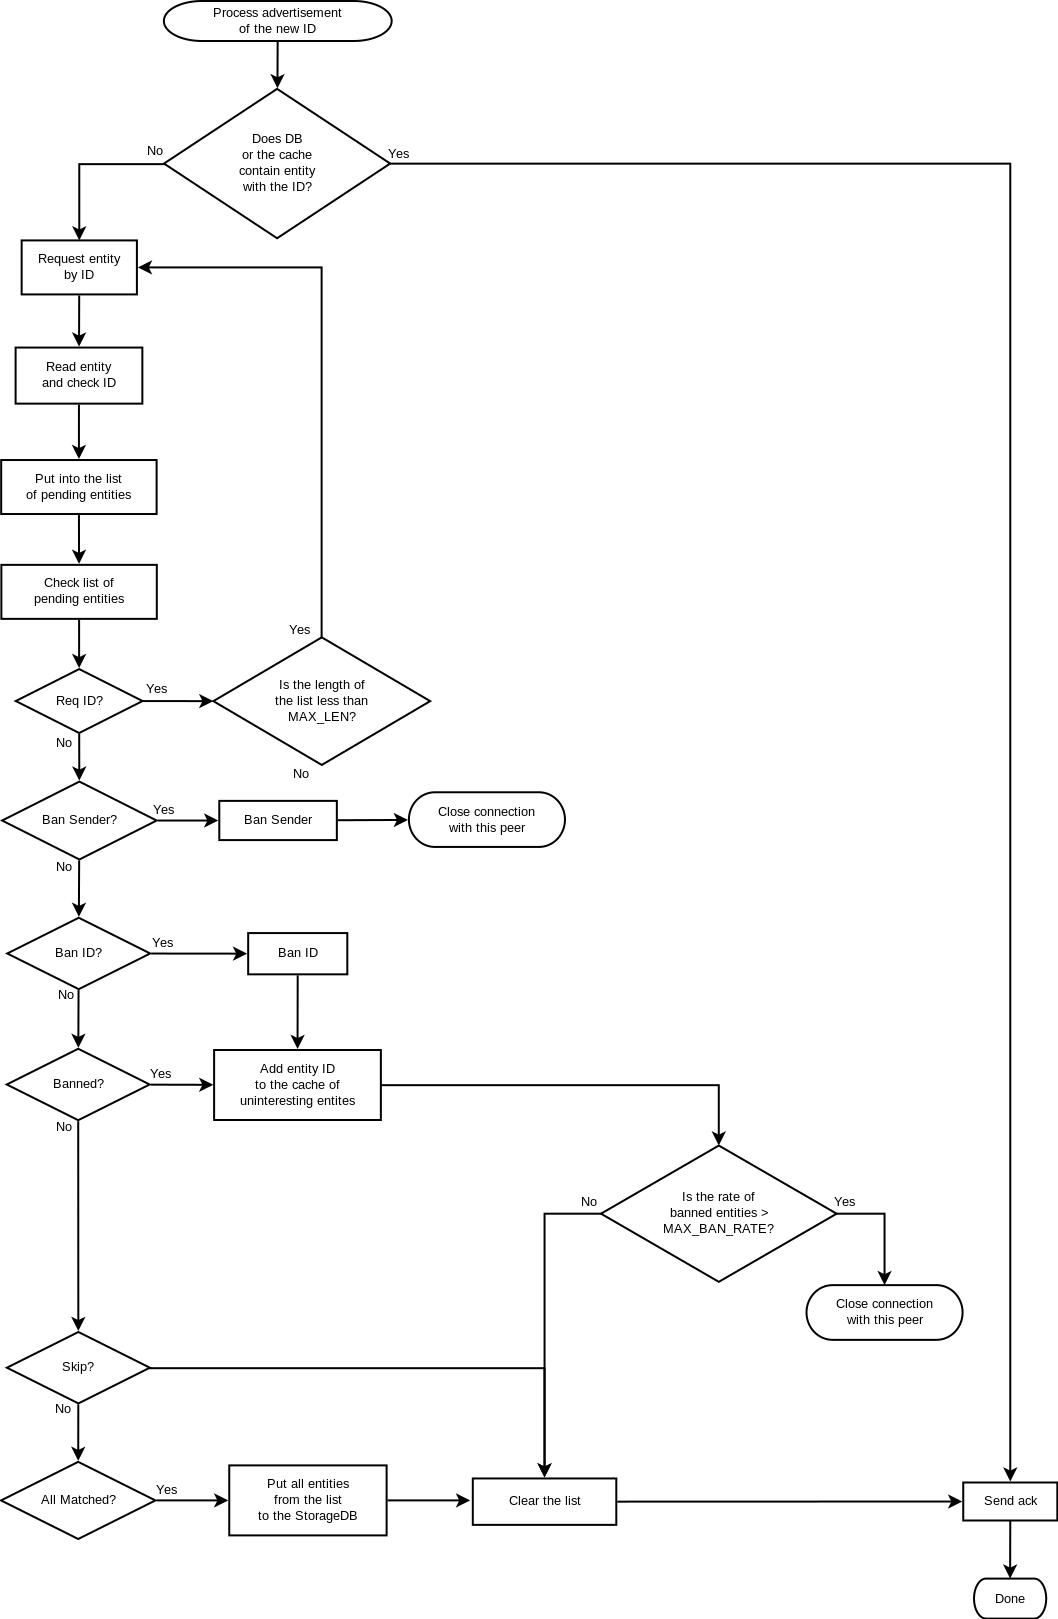 Process advertisement
of the new ID
Does DB
or the cache
contain entity
with the ID?
No
Yes
Request entity
by ID
Read entity
and check ID
Put into the list
of pending entities
Check list of
pending entities
Yes
Is the length of
the list less than
MAX_LEN?
Req ID?
Yes
No
No
Ban Sender?
Yes
Ban Sender
Close connection
with this peer
No
Ban ID?
Yes
Ban ID
No
Banned?
Yes
Add entity ID
to the cache of
uninteresting entites
No
Is the rate of
banned entities >
MAX_BAN_RATE?
No
Yes
Close connection
with this peer
Skip?
No
All Matched?
Yes
Put all entities
from the list
to the StorageDB
Clear the list
Send ack
Done